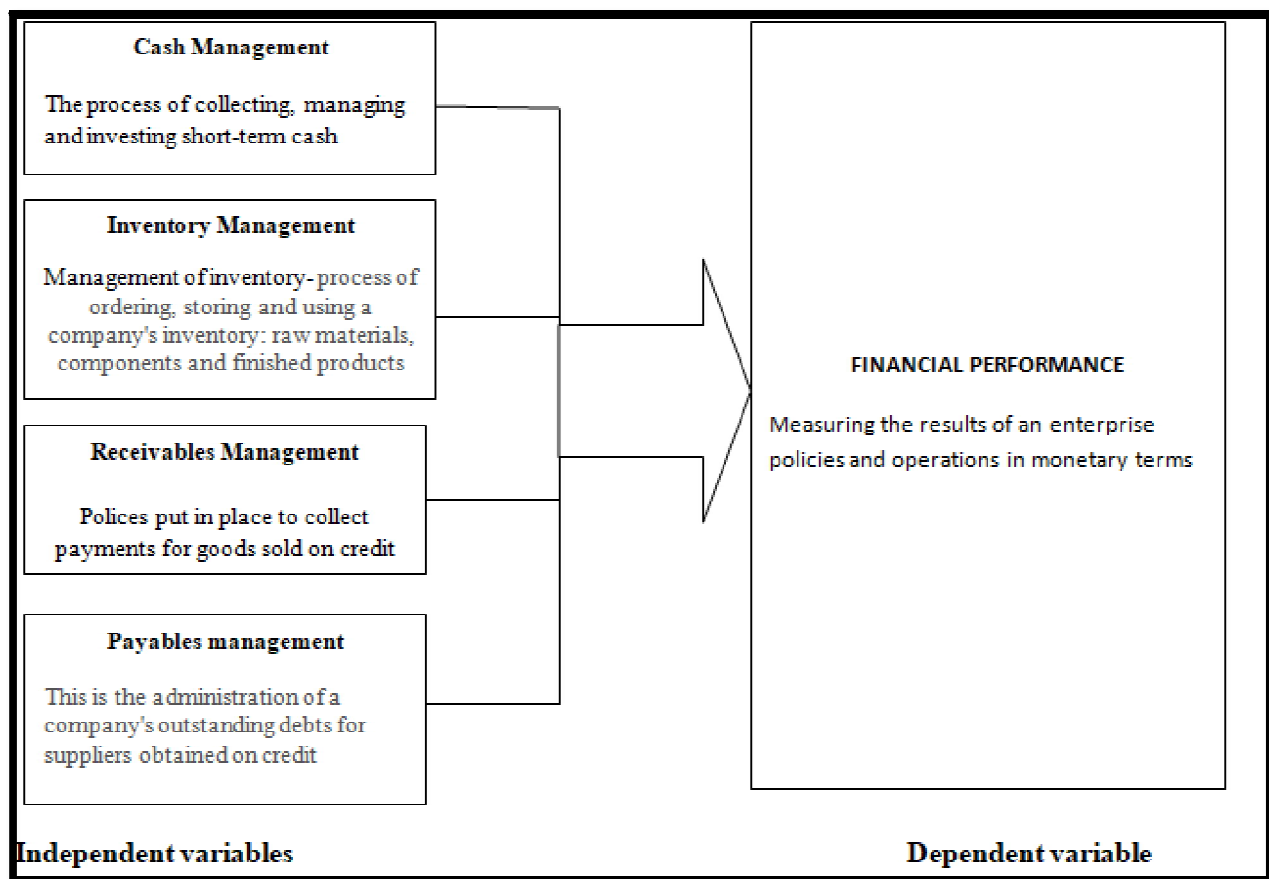 Cash Management
The process of collecting, managing
and investing short-term cash
Inventory Management
Management of inventory- process of
ordering, storing and using a
company's inventory: raw materials,
components and finished products
Receivables Management
Polices put in place to collect
payments for goods sold on credit
Payables management
This is the administration of a
company's outstanding debts for
suppliers obtained on credit
Independent variables
FINANCIAL PERFORMANCE
Measuring the results of an enterprise
policies and operations in monetary terms
Dependent variable